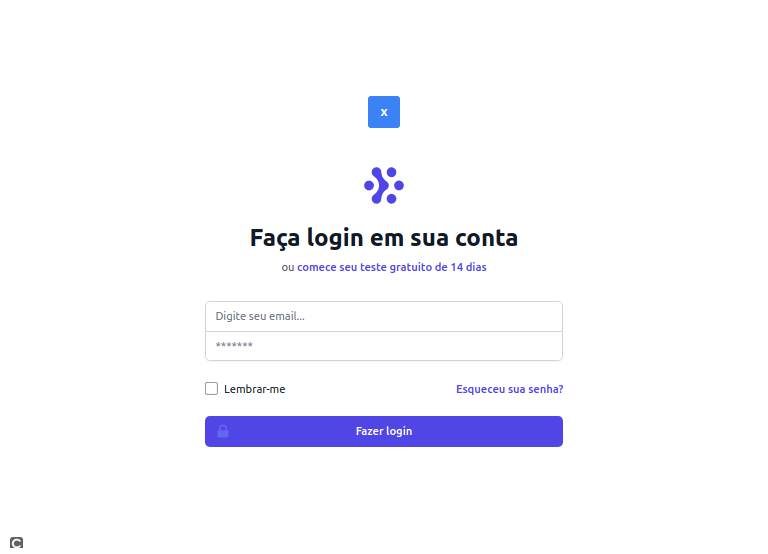 x
Faça login em sua conta
ou comece seu teste gratuito de 14 dias
Digite seu email...
*******
Lembrar-me
Esqueceu sua senha?
Fazer login
C